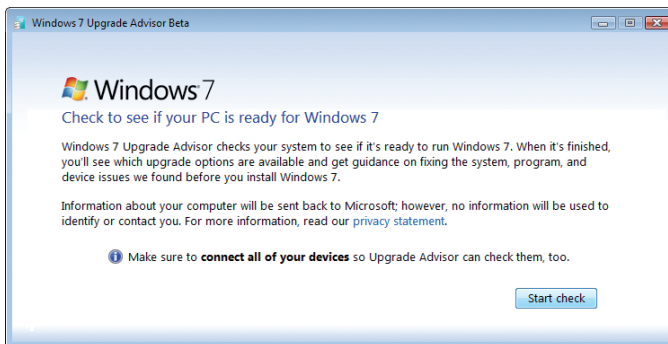 Windows 7 Upgrade Advisor Beta
Windows 7
Check to see if your PC is ready for Windows 7
Windows 7 Upgrade Advisor checks your system to see if it's ready to run Windows 7. When it's finished,
you'll see which upgrade options are available and get guidance on fixing the system, program, and
device issues we found before you install Windows 7.
Information about your computer will be sent back to Microsoft; however, no information will be used to
identify or contact you. For more information, read our privacy statement.
Make sure to connect all of your devices so Upgrade Advisor can check them, too.
Start check